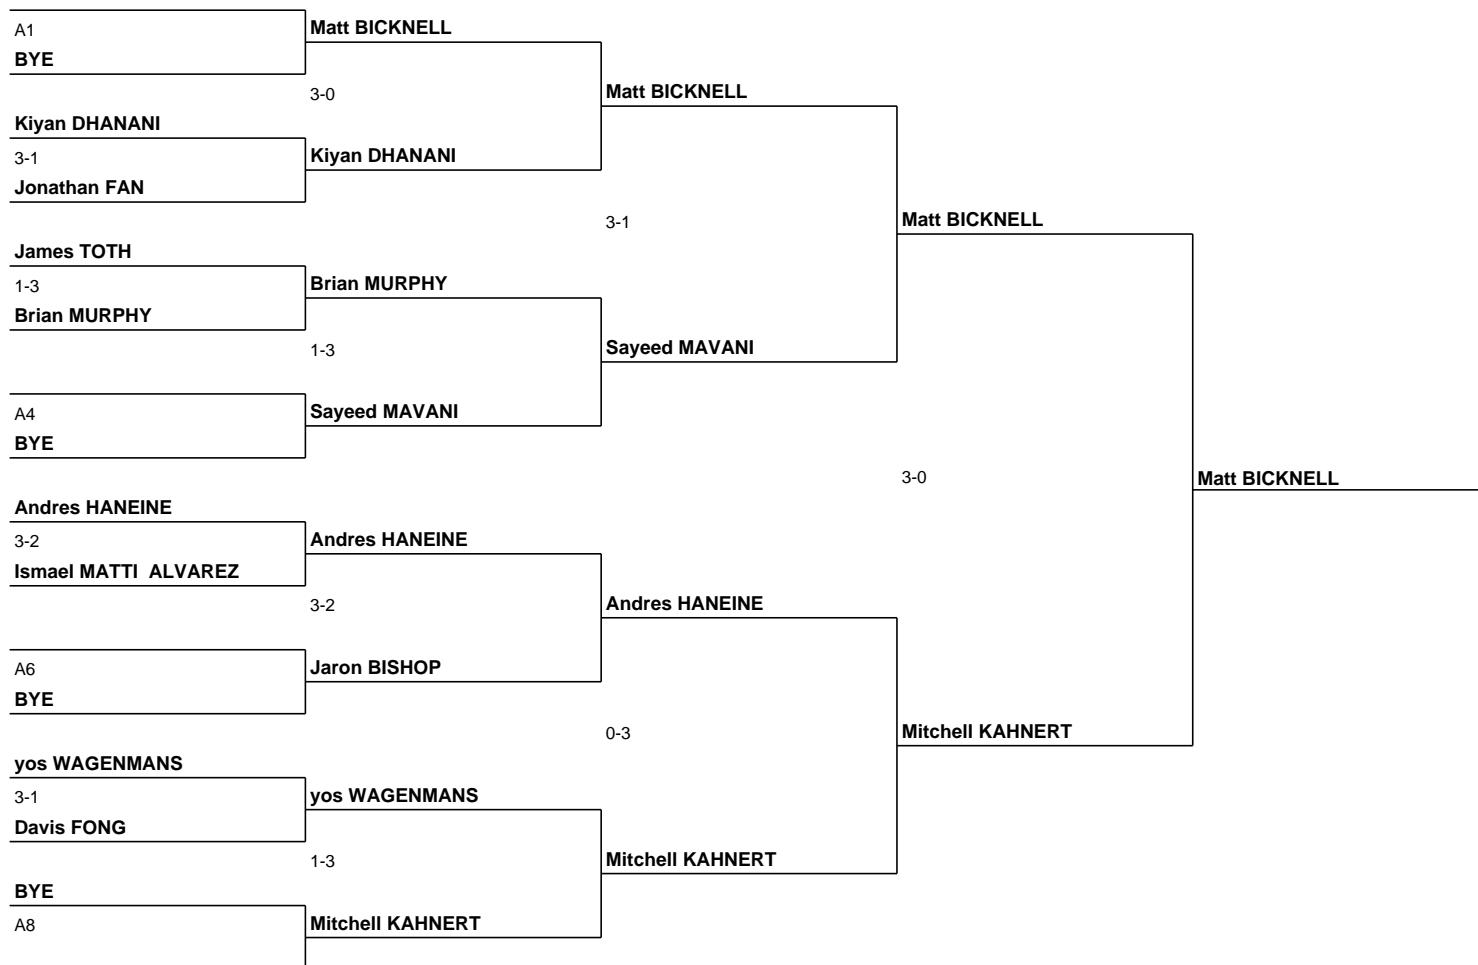 A1
BYE
Matt BICKNELL
3-0
Matt BICKNELL
Kiyan DHANANI
3-1
Jonathan FAN
Kiyan DHANANI
3-1
Matt BICKNELL
James TOTH
1-3
Brian MURPHY
Brian MURPHY
1-3
Sayeed MAVANI
A4
BYE
Sayeed MAVANI
3-0
Matt BICKNELL
Andres HANEINE
3-2
Ismael MATTI  ALVAREZ
Andres HANEINE
3-2
Andres HANEINE
A6
BYE
Jaron BISHOP
0-3
Mitchell KAHNERT
yos WAGENMANS
3-1
Davis FONG
yos WAGENMANS
1-3
Mitchell KAHNERT
BYE
A8
Mitchell KAHNERT